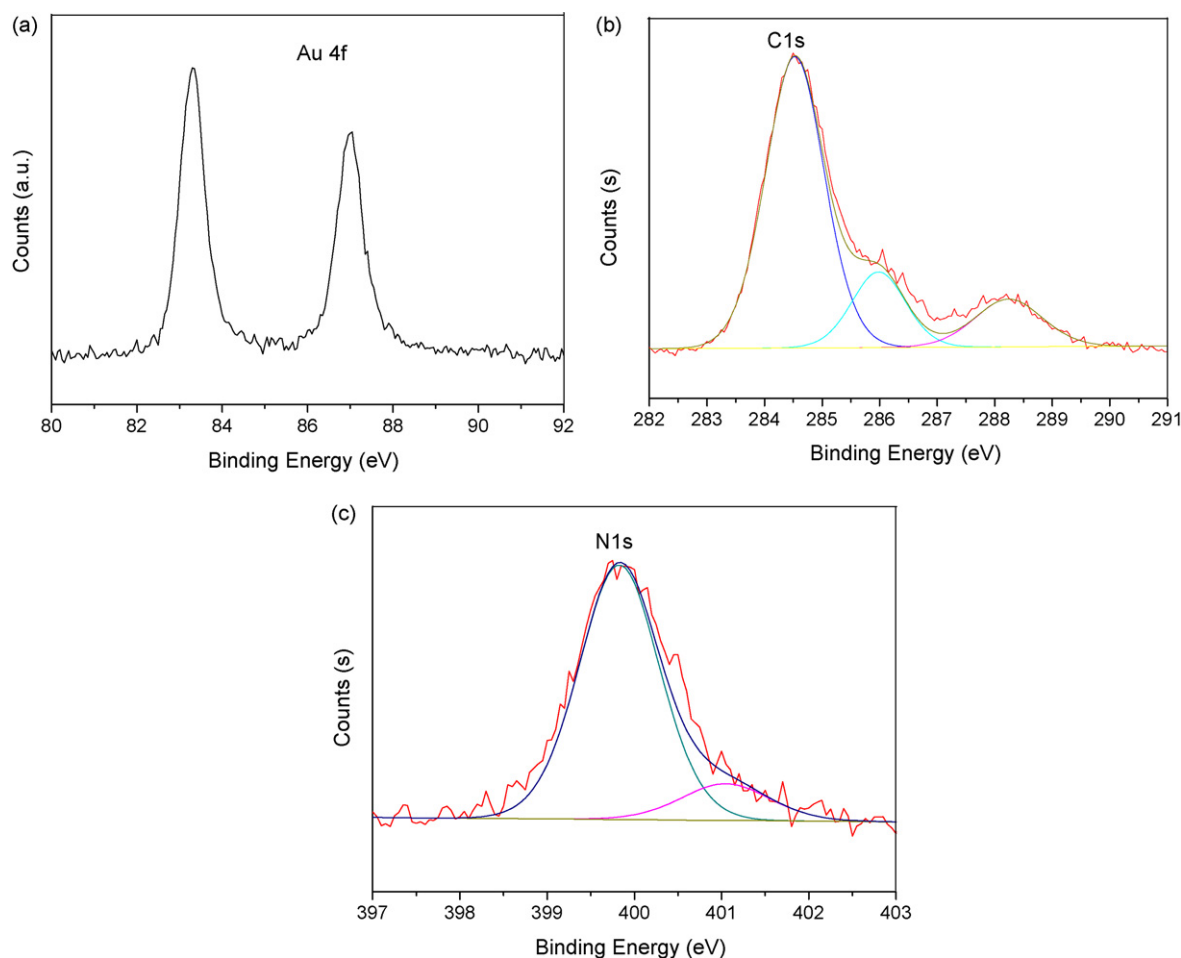 (a)
Au 4f
Counts (a.u.)
80 82 84 86 88 90 92
Binding Energy (eV)
(b)
C1s
Counts (s)
282 283 284 285 286 287 288 289 290 291
Binding Energy (eV)
(c)
N1s
Counts (s)
397 398 399 400 401 402 403
Binding Energy (eV)